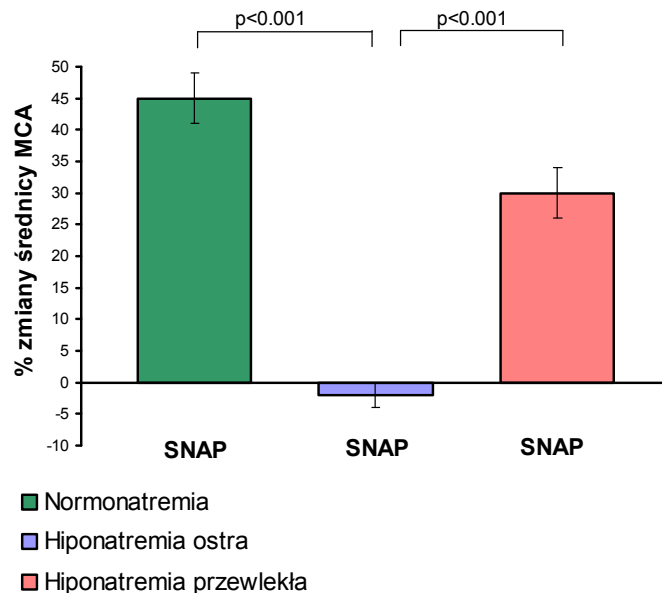 p<0.001 p<0.001
% zmiany średnicy MCA
50
45
40
35
30
25
20
15
10
5
0
-5
-10
SNAP SNAP SNAP
Normonatremia
Hiponatremia ostra
Hiponatremia przewlekła